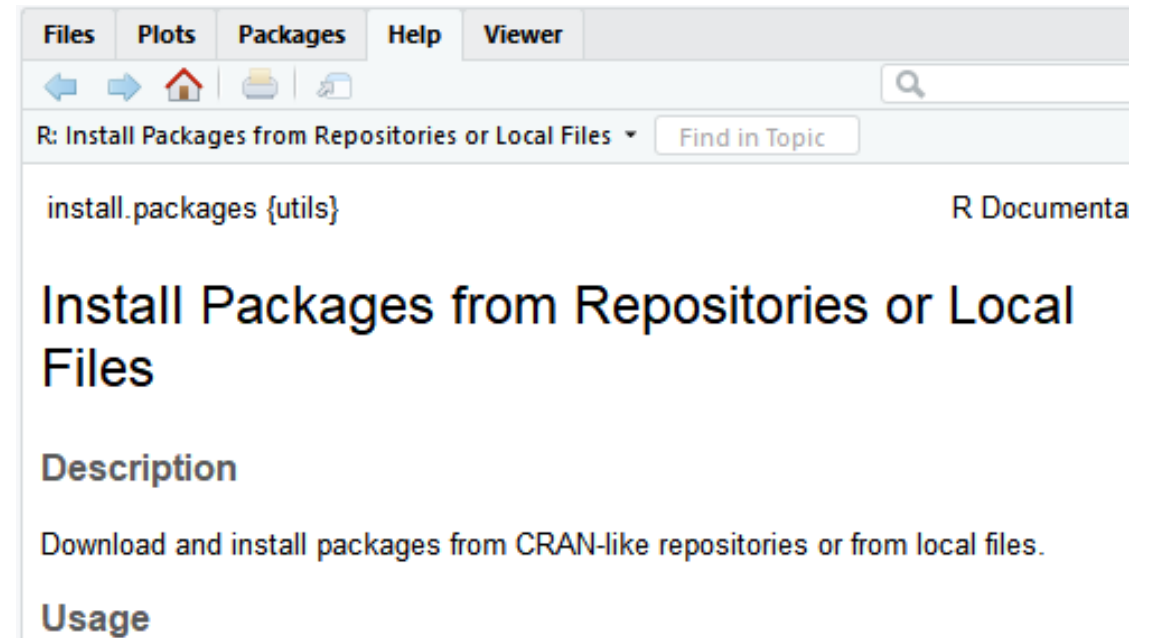 Files Plots Packages Help Viewer
R: Install Packages from Repositories or Local Files Find in Topic
install.packages {utils} R Documenta
Install Packages from Repositories or Local
Files
Description
Download and install packages from CRAN-like repositories or from local files.
Usage